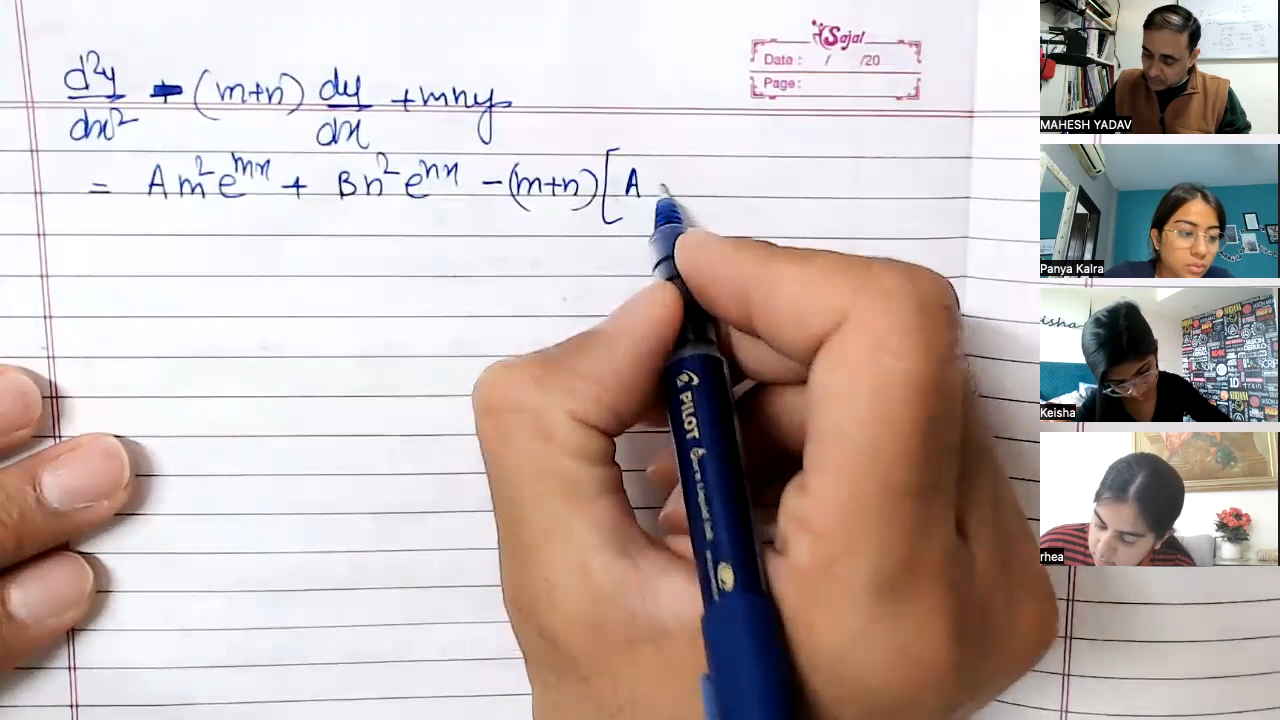 Sajal
Date : / /20
Page :
d²y/dx² - (m+n) dy/dx + mny
= Am²e^mx + Bn²e^nx - (m+n) [A
PILOT
MAHESH YADAV
Panya Kalra
isha
Keisha
rhea